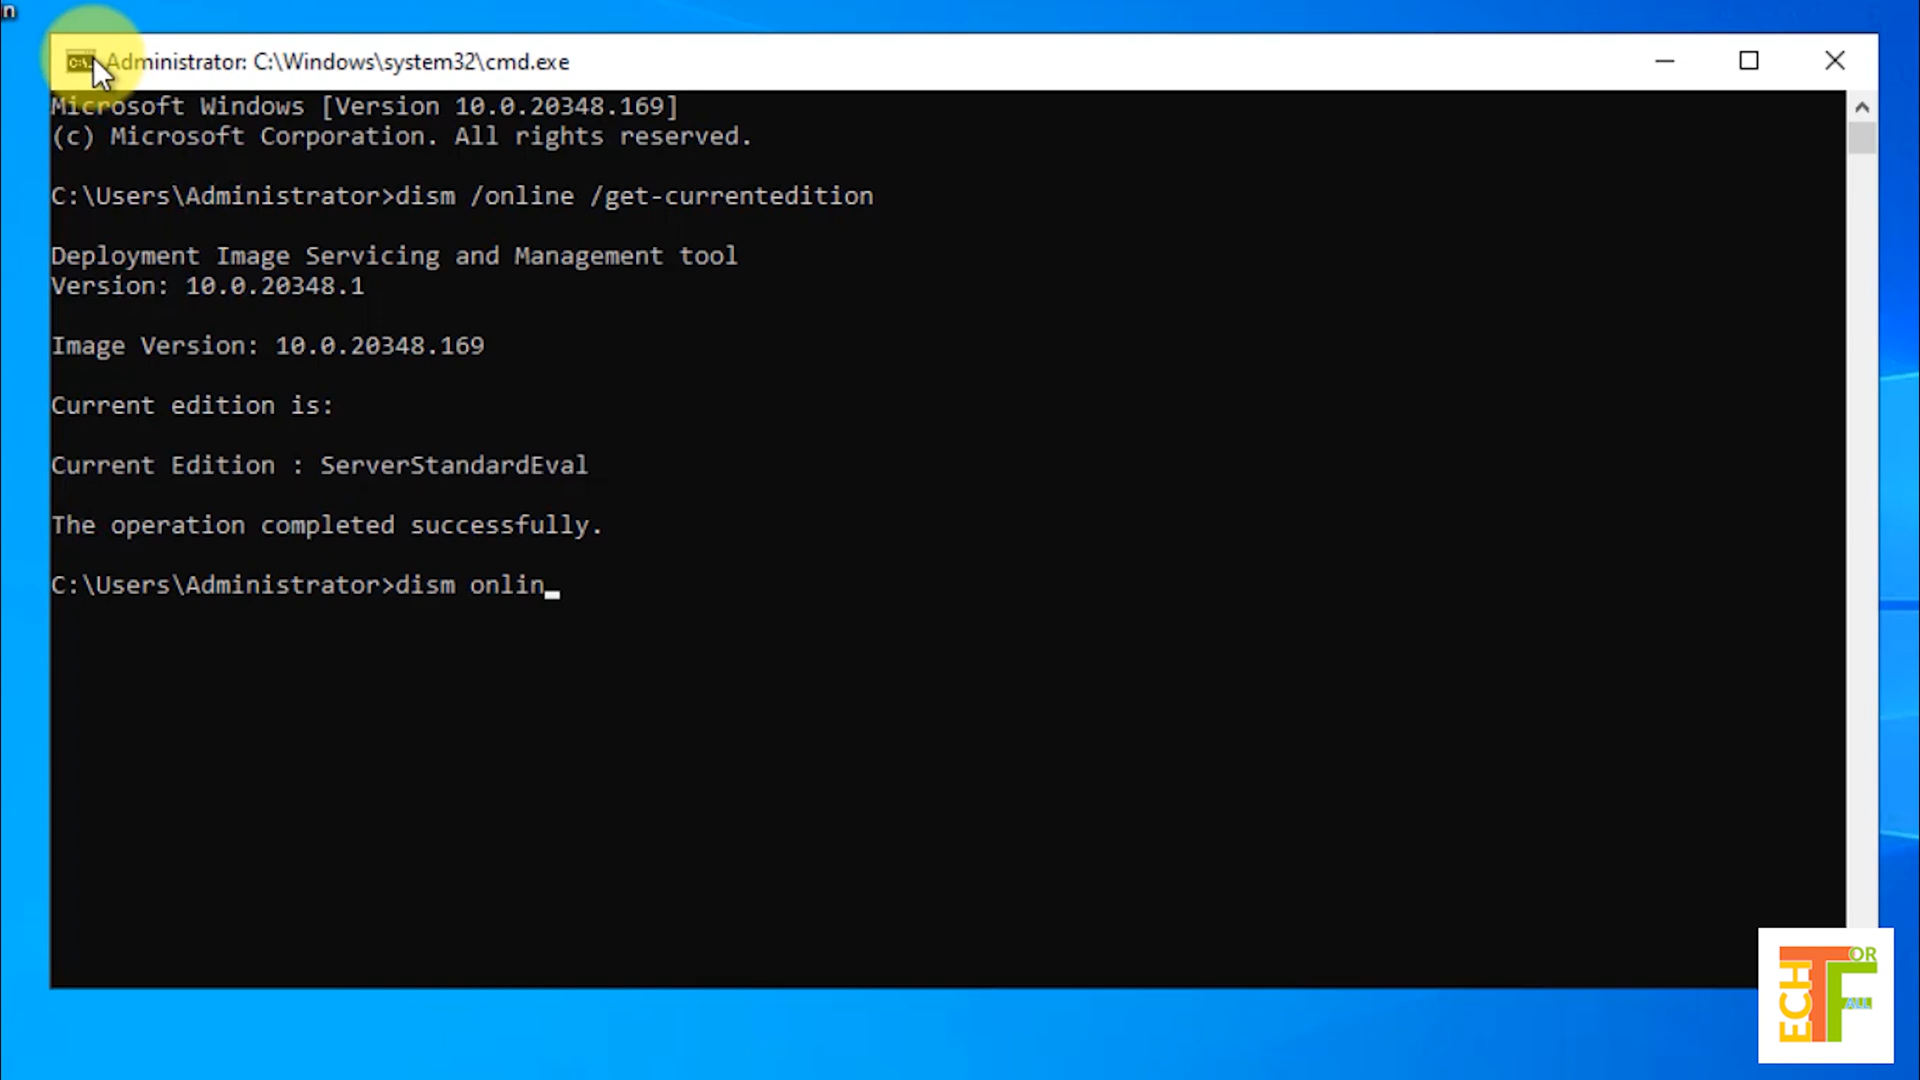 n
Administrator: C:\Windows\system32\cmd.exe
Microsoft Windows [Version 10.0.20348.169]
(c) Microsoft Corporation. All rights reserved.
C:\Users\Administrator>dism /online /get-currentedition
Deployment Image Servicing and Management tool
Version: 10.0.20348.1
Image Version: 10.0.20348.169
Current edition is:
Current Edition : ServerStandardEval
The operation completed successfully.
C:\Users\Administrator>dism onlin
TECH
FOR
ALL